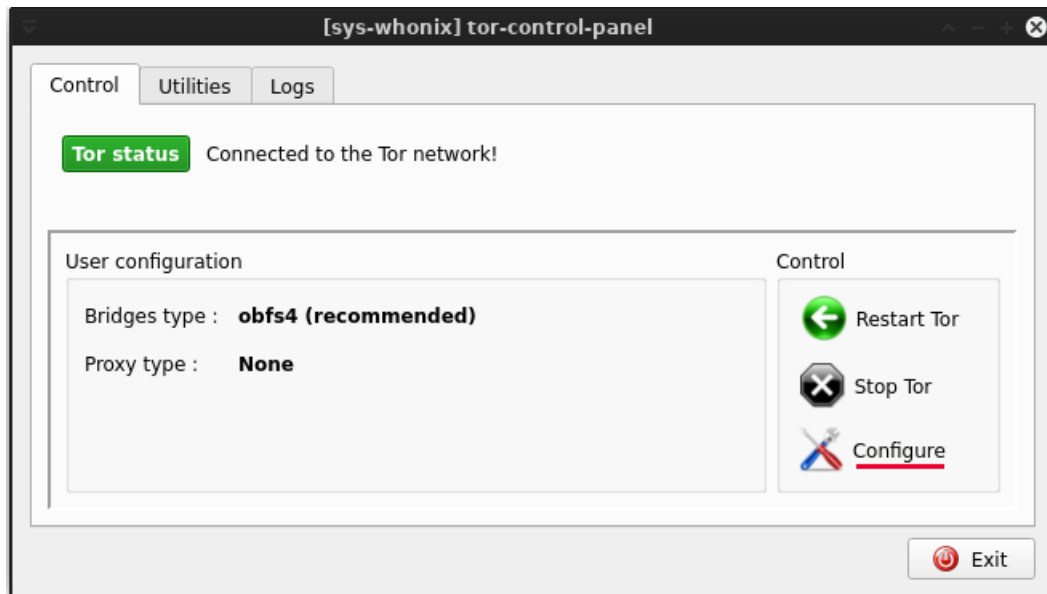 [sys-whonix] tor-control-panel
Control Utilities Logs
Tor status Connected to the Tor network!
User configuration
Bridges type : obfs4 (recommended)
Proxy type : None
Control
Restart Tor
Stop Tor
Configure
Exit